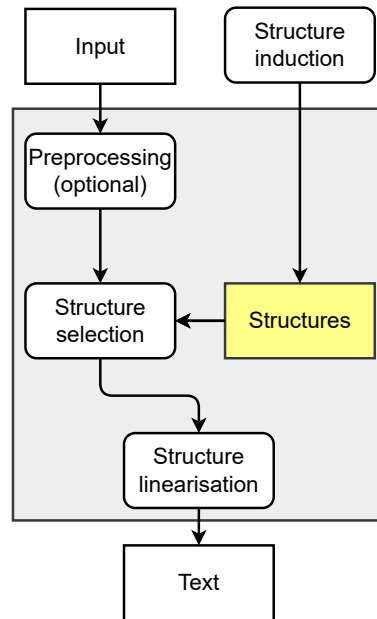 Input
Structure
induction
Preprocessing
(optional)
Structure
selection
Structures
Structure
linearisation
Text